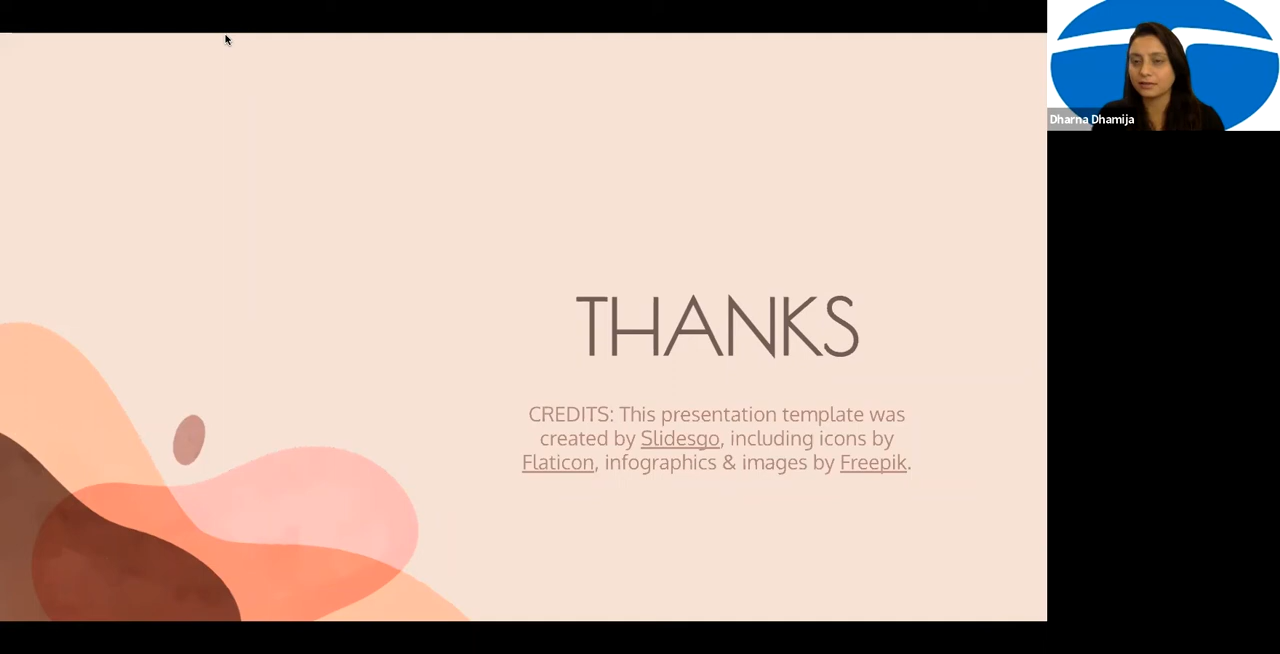 THANKS
CREDITS: This presentation template was
created by Slidesgo, including icons by
Flaticon, infographics & images by Freepik.
Dharna Dhamija